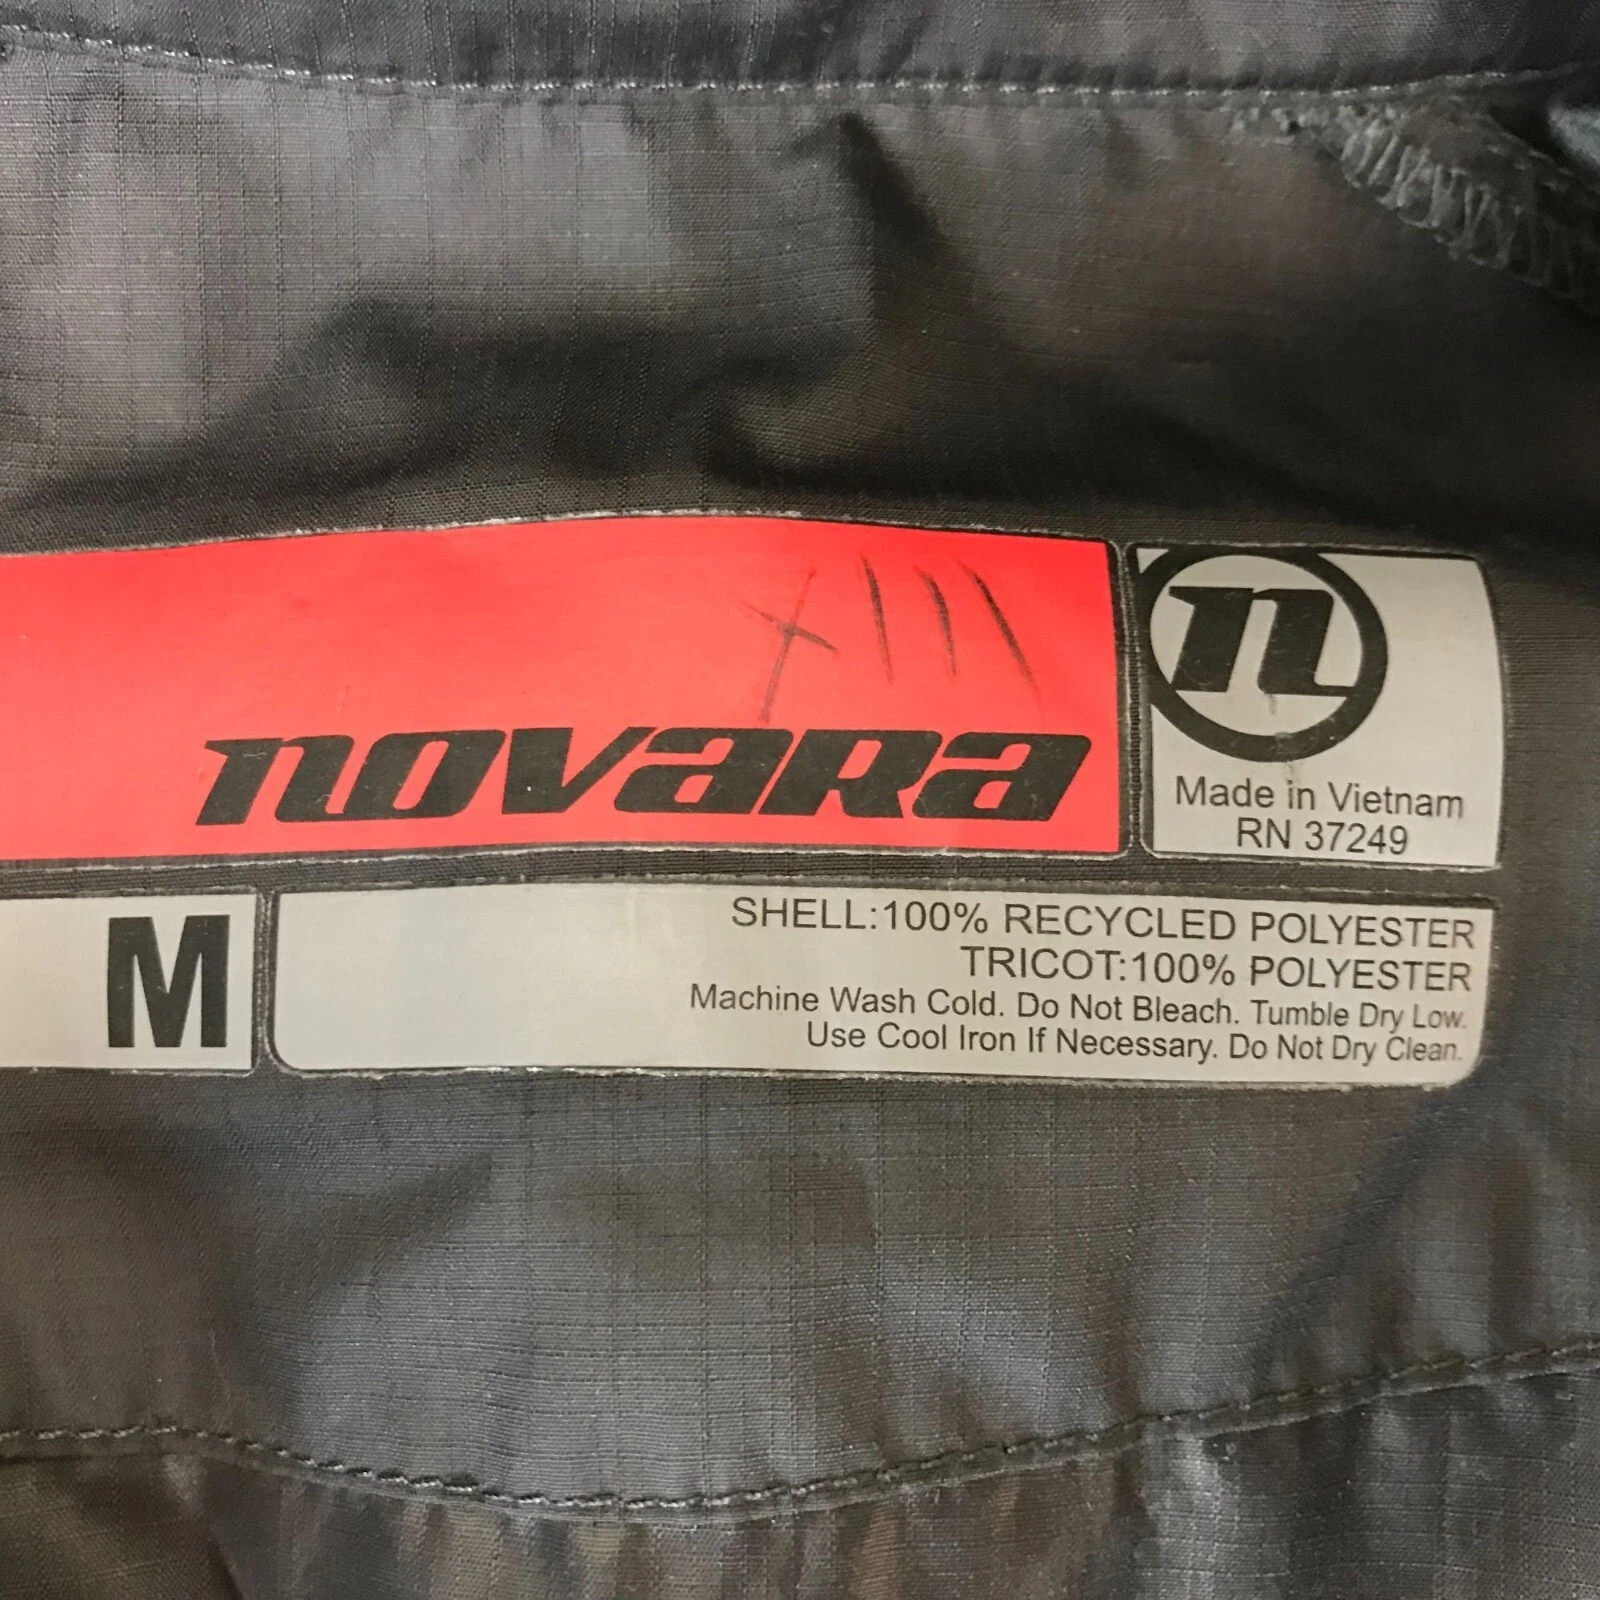 XIII
novara
n
Made in Vietnam
RN 37249
M
SHELL:100% RECYCLED POLYESTER
TRICOT:100% POLYESTER
Machine Wash Cold. Do Not Bleach. Tumble Dry Low.
Use Cool Iron If Necessary. Do Not Dry Clean.